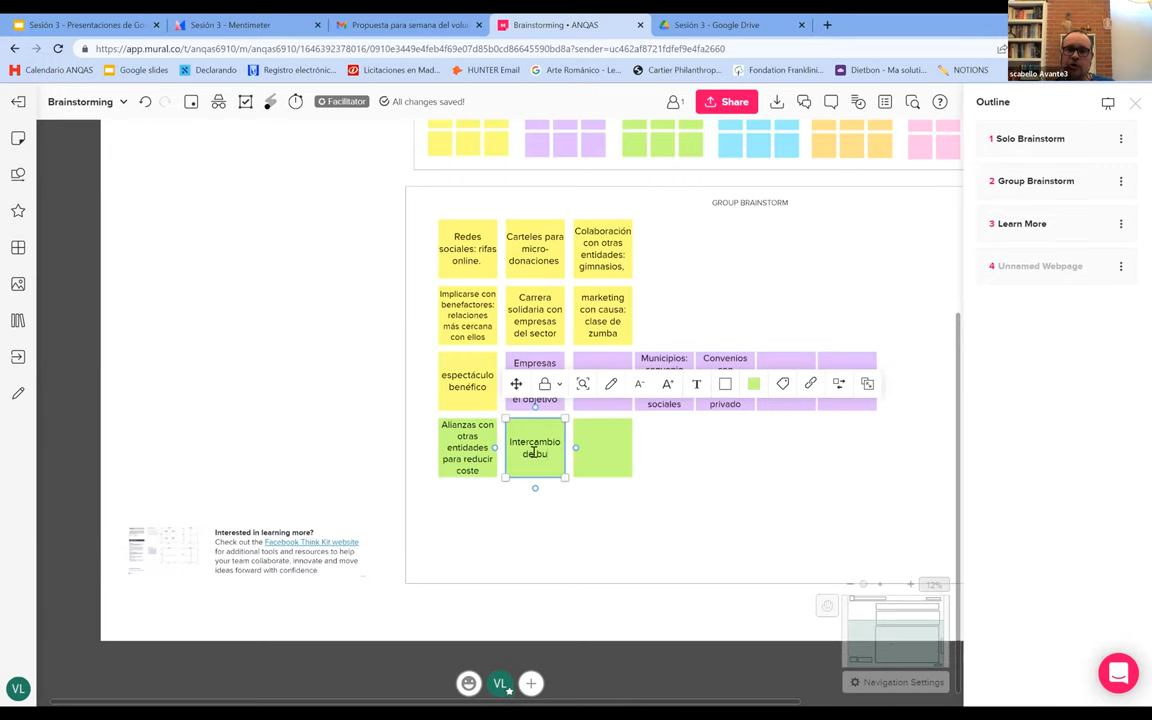 Sesión 3 - Presentaciones de Go
Sesión 3 - Mentimeter
Propuesta para semana del volu
Brainstorming • ANQAS
Sesión 3 - Google Drive
https://app.mural.co/t/anqas6910/m/anqas6910/1646392378016/0910e3449e4feb4f69e07d85b0cd86645590bd8a?sender=uc462af8721fdfef9e4fa2660
Calendario ANQAS
Google slides
Declarando
Registro electrónic...
Licitaciones en Mad...
HUNTER Email
Arte Románico - Le...
Cartier Philanthrop...
Fondation Franklini...
Dietbon - Ma soluti...
NOTIONS
scabello Avante3
Brainstorming
Facilitator
All changes saved!
1
Share
Outline
1 Solo Brainstorm
2 Group Brainstorm
3 Learn More
4 Unnamed Webpage
GROUP BRAINSTORM
Redes
sociales: rifas
online.
Carteles para
micro-
donaciones
Colaboración
con otras
entidades:
gimnasios,
Implicarse con
benefactores:
relaciones
más cercana
con ellos
Carrera
solidaria con
empresas
del sector
marketing
con causa:
clase de
zumba
espectáculo
benéfico
Empresas
el objetivo
Municipios:
sociales
Convenios
privado
Alianzas con
otras
entidades
para reducir
coste
Intercambio
de bu
Interested in learning more?
Check out the Facebook Think Kit website
for additional tools and resources to help
your team collaborate, innovate and move
ideas forward with confidence.
12%
Navigation Settings
VL
VL